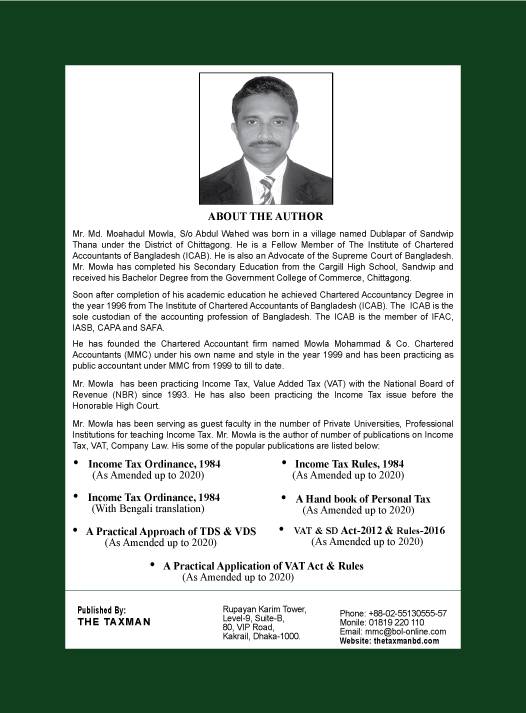 ABOUT THE AUTHOR
Mr. Md. Moahadul Mowla, S/o Abdul Wahed was born in a village named Dublapar of Sandwip
Thana under the District of Chittagong. He is a Fellow Member of The Institute of Chartered
Accountants of Bangladesh (ICAB). He is also an Advocate of the Supreme Court of Bangladesh.
Mr. Mowla has completed his Secondary Education from the Cargill High School, Sandwip and
received his Bachelor Degree from the Government College of Commerce, Chittagong.
Soon after completion of his academic education he achieved Chartered Accountancy Degree in
the year 1996 from The Institute of Chartered Accountants of Bangladesh (ICAB). The ICAB is the
sole custodian of the accounting profession of Bangladesh. The ICAB is the member of IFAC,
IASB, CAPA and SAFA.
He has founded the Chartered Accountant firm named Mowla Mohammad & Co. Chartered
Accountants (MMC) under his own name and style in the year 1999 and has been practicing as
public accountant under MMC from 1999 to till to date.
Mr. Mowla has been practicing Income Tax, Value Added Tax (VAT) with the National Board of
Revenue (NBR) since 1993. He has also been practicing the Income Tax issue before the
Honorable High Court.
Mr. Mowla has been serving as guest faculty in the number of Private Universities, Professional
Institutions for teaching Income Tax. Mr. Mowla is the author of number of publications on Income
Tax, VAT, Company Law. His some of the popular publications are listed below:
• Income Tax Ordinance, 1984
(As Amended up to 2020)
• Income Tax Rules, 1984
(As Amended up to 2020)
• Income Tax Ordinance, 1984
(With Bengali translation)
• A Hand book of Personal Tax
(As Amended up to 2020)
• A Practical Approach of TDS & VDS
(As Amended up to 2020)
• VAT & SD Act-2012 & Rules-2016
(As Amended up to 2020)
• A Practical Application of VAT Act & Rules
(As Amended up to 2020)
Published By:
THE TAXMAN
Rupayan Karim Tower,
Level-9, Suite-B,
80, VIP Road,
Kakrail, Dhaka-1000.
Phone: +88-02-55130555-57
Monile: 01819 220 110
Email: mmc@bol-online.com
Website: thetaxmanbd.com